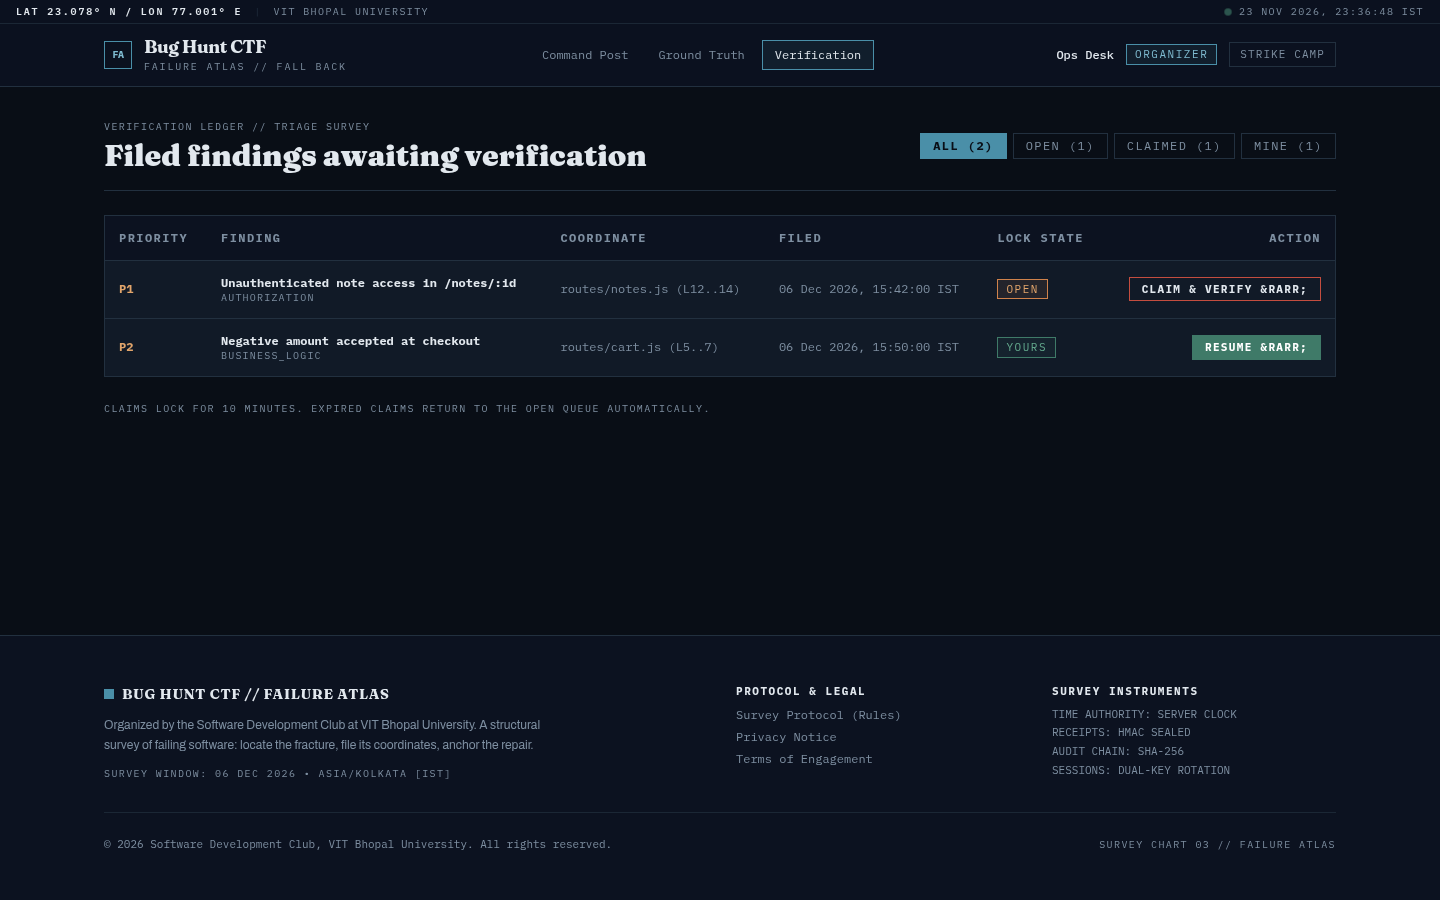 LAT 23.078° N / LON 77.001° E | VIT BHOPAL UNIVERSITY
23 NOV 2026, 23:36:48 IST
FA
Bug Hunt CTF
FAILURE ATLAS // FALL BACK
Command Post
Ground Truth
Verification
Ops Desk
ORGANIZER
STRIKE CAMP
VERIFICATION LEDGER // TRIAGE SURVEY
Filed findings awaiting verification
ALL (2)
OPEN (1)
CLAIMED (1)
MINE (1)
PRIORITY FINDING COORDINATE FILED LOCK STATE ACTION
P1 Unauthenticated note access in /notes/:id routes/notes.js (L12..14) 06 Dec 2026, 15:42:00 IST OPEN CLAIM & VERIFY &RARR;
AUTHORIZATION
P2 Negative amount accepted at checkout routes/cart.js (L5..7) 06 Dec 2026, 15:50:00 IST YOURS RESUME &RARR;
BUSINESS_LOGIC
CLAIMS LOCK FOR 10 MINUTES. EXPIRED CLAIMS RETURN TO THE OPEN QUEUE AUTOMATICALLY.
BUG HUNT CTF // FAILURE ATLAS
Organized by the Software Development Club at VIT Bhopal University. A structural
survey of failing software: locate the fracture, file its coordinates, anchor the repair.
SURVEY WINDOW: 06 DEC 2026 • ASIA/KOLKATA [IST]
PROTOCOL & LEGAL
Survey Protocol (Rules)
Privacy Notice
Terms of Engagement
SURVEY INSTRUMENTS
TIME AUTHORITY: SERVER CLOCK
RECEIPTS: HMAC SEALED
AUDIT CHAIN: SHA-256
SESSIONS: DUAL-KEY ROTATION
© 2026 Software Development Club, VIT Bhopal University. All rights reserved.
SURVEY CHART 03 // FAILURE ATLAS